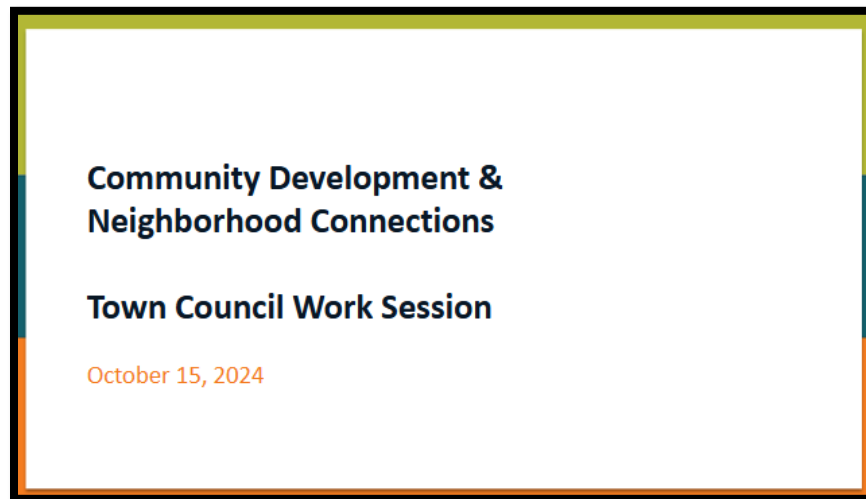 Community Development &
Neighborhood Connections
Town Council Work Session
October 15, 2024